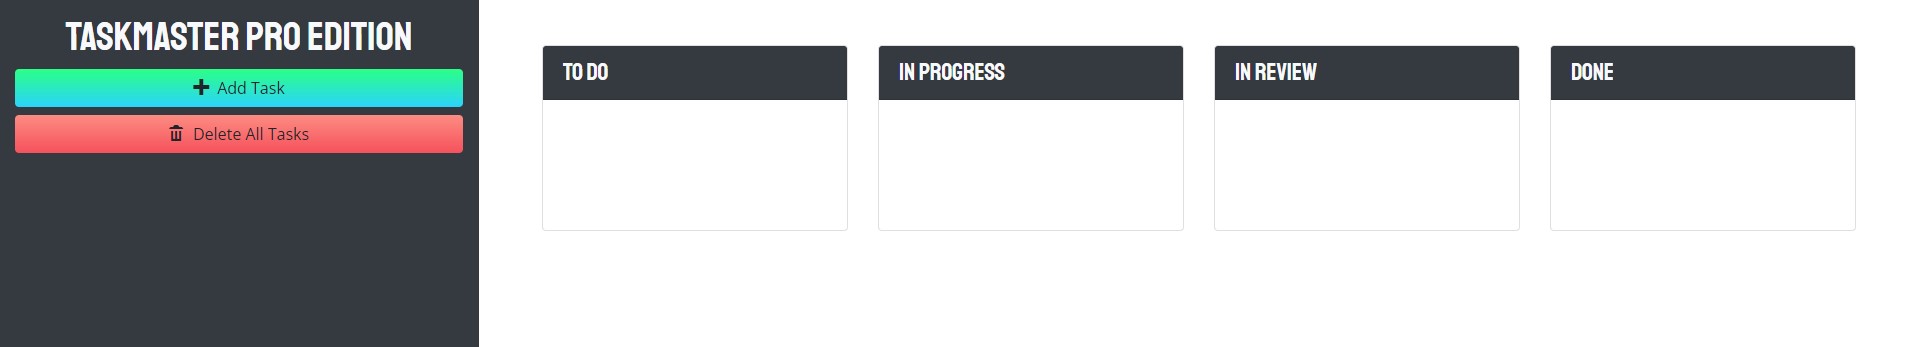 TASKMASTER PRO EDITION
Add Task
Delete All Tasks
TO DO
IN PROGRESS
IN REVIEW
DONE